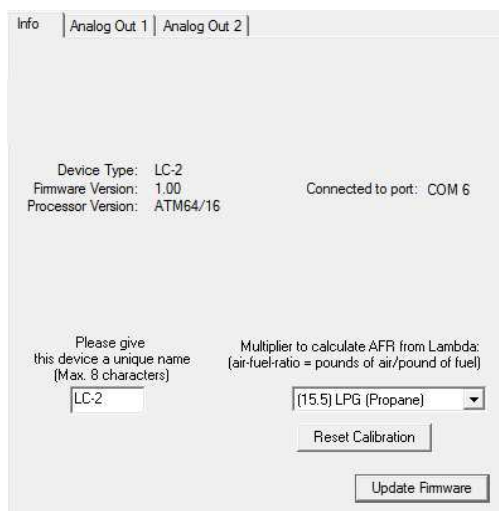 Info Analog Out 1 Analog Out 2
Device Type: LC-2
Firmware Version: 1.00 Connected to port: COM 6
Processor Version: ATM64/16
Please give
this device a unique name
(Max. 8 characters)
LC-2
Multiplier to calculate AFR from Lambda:
(air-fuel-ratio = pounds of air/pound of fuel)
(15.5) LPG (Propane)
Reset Calibration
Update Firmware